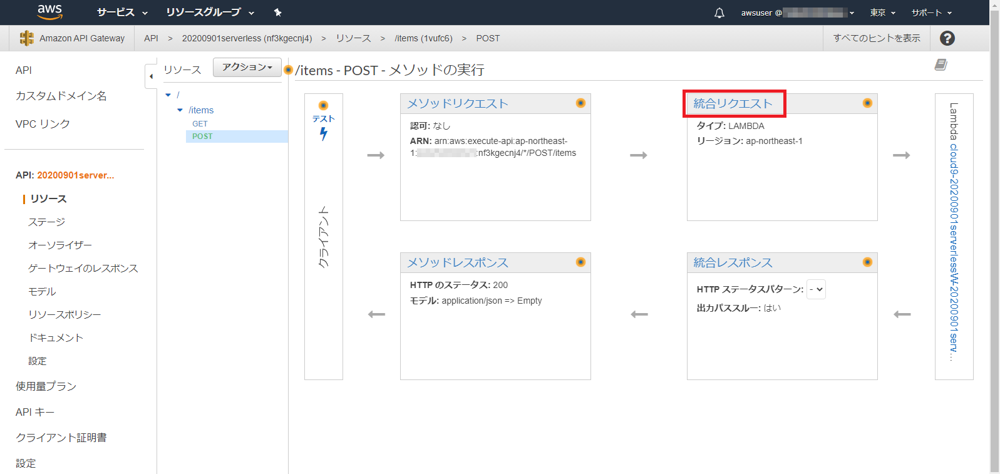 aws
サービス
リソースグループ
awsuser @
東京
サポート
Amazon API Gateway
API > 20200901serverless (nf3kgecnj4) > リソース > /items (1vufc6) > POST
すべてのヒントを表示
?
API
カスタムドメイン名
VPC リンク
API: 20200901server...
リソース
ステージ
オーソライザー
ゲートウェイのレスポンス
モデル
リソースポリシー
ドキュメント
設定
使用量プラン
API キー
クライアント証明書
設定
リソース
アクション
/
/items
GET
POST
/items - POST - メソッドの実行
テスト
クライアント
メソッドリクエスト
認可: なし
ARN: arn:aws:execute-api:ap-northeast-
1: :nf3kgecnj4/*/POST/items
統合リクエスト
タイプ: LAMBDA
リージョン: ap-northeast-1
メソッドレスポンス
HTTP のステータス: 200
モデル: application/json => Empty
統合レスポンス
HTTP ステータスパターン: -
出力パススルー: はい
Lambda cloud9-20200901serverlessW-20200901serv...